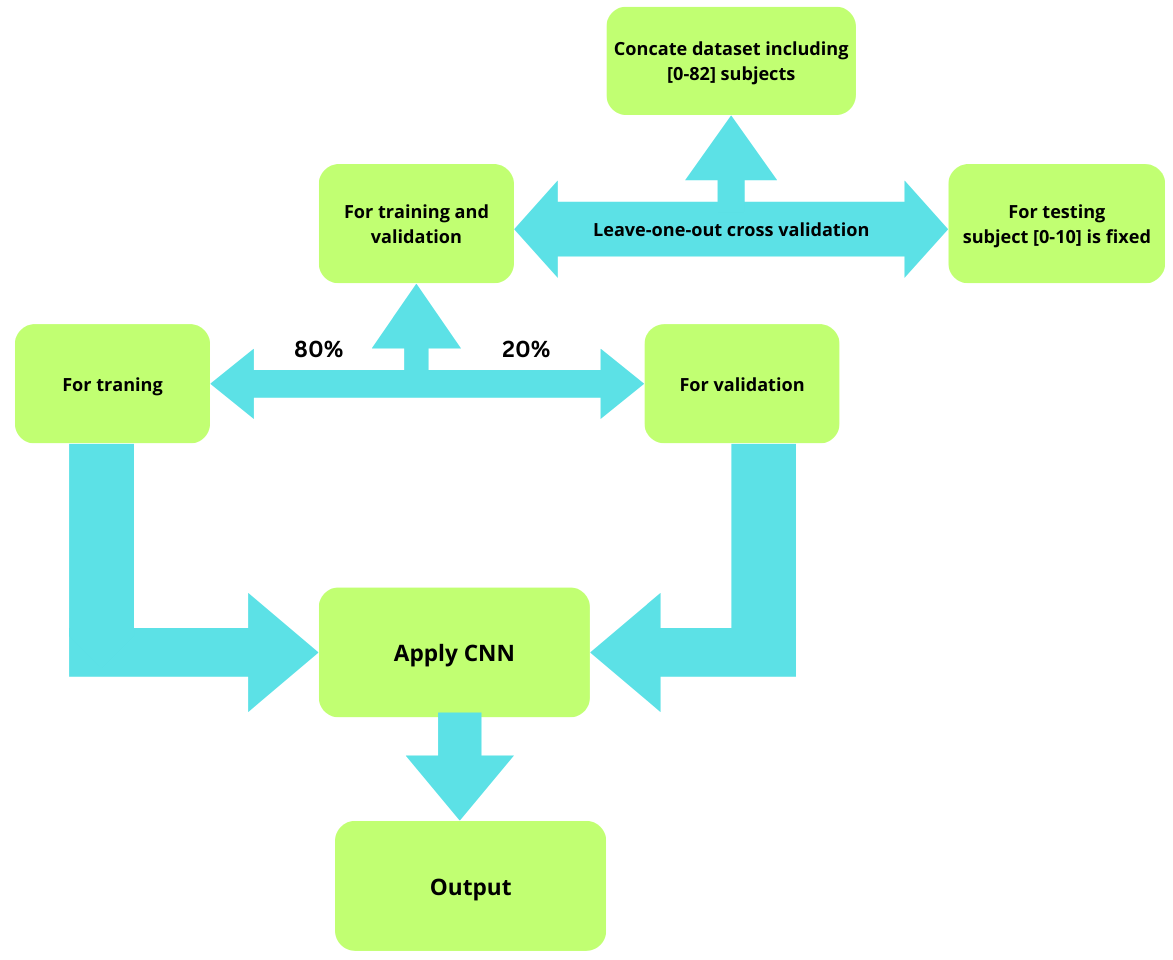 Concate dataset including
[0-82] subjects
For training and
validation
Leave-one-out cross validation
For testing
subject [0-10] is fixed
80%
20%
For traning
For validation
Apply CNN
Output